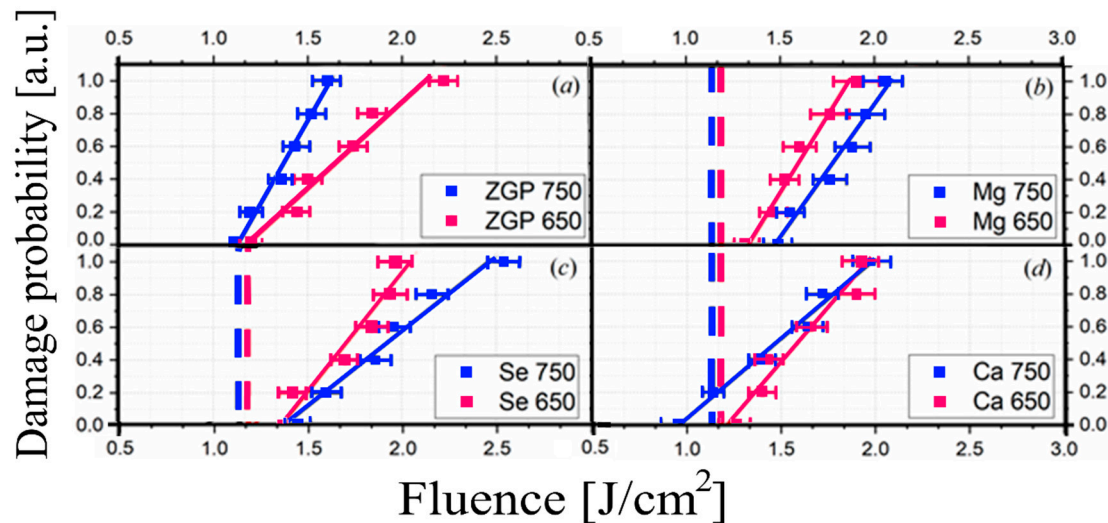 0.5 1.0 1.5 2.0 2.5 0.5 1.0 1.5 2.0 2.5 3.0
Damage probability [a.u.]
1.0
0.8
0.6
0.4
0.2
0.0
(a)
ZGP 750
ZGP 650
(b)
Mg 750
Mg 650
1.0
0.8
0.6
0.4
0.2
0.0
1.0
0.8
0.6
0.4
0.2
0.0
(c)
Se 750
Se 650
(d)
Ca 750
Ca 650
1.0
0.8
0.6
0.4
0.2
0.0
0.5 1.0 1.5 2.0 2.5 0.5 1.0 1.5 2.0 2.5 3.0
Fluence [J/cm²]